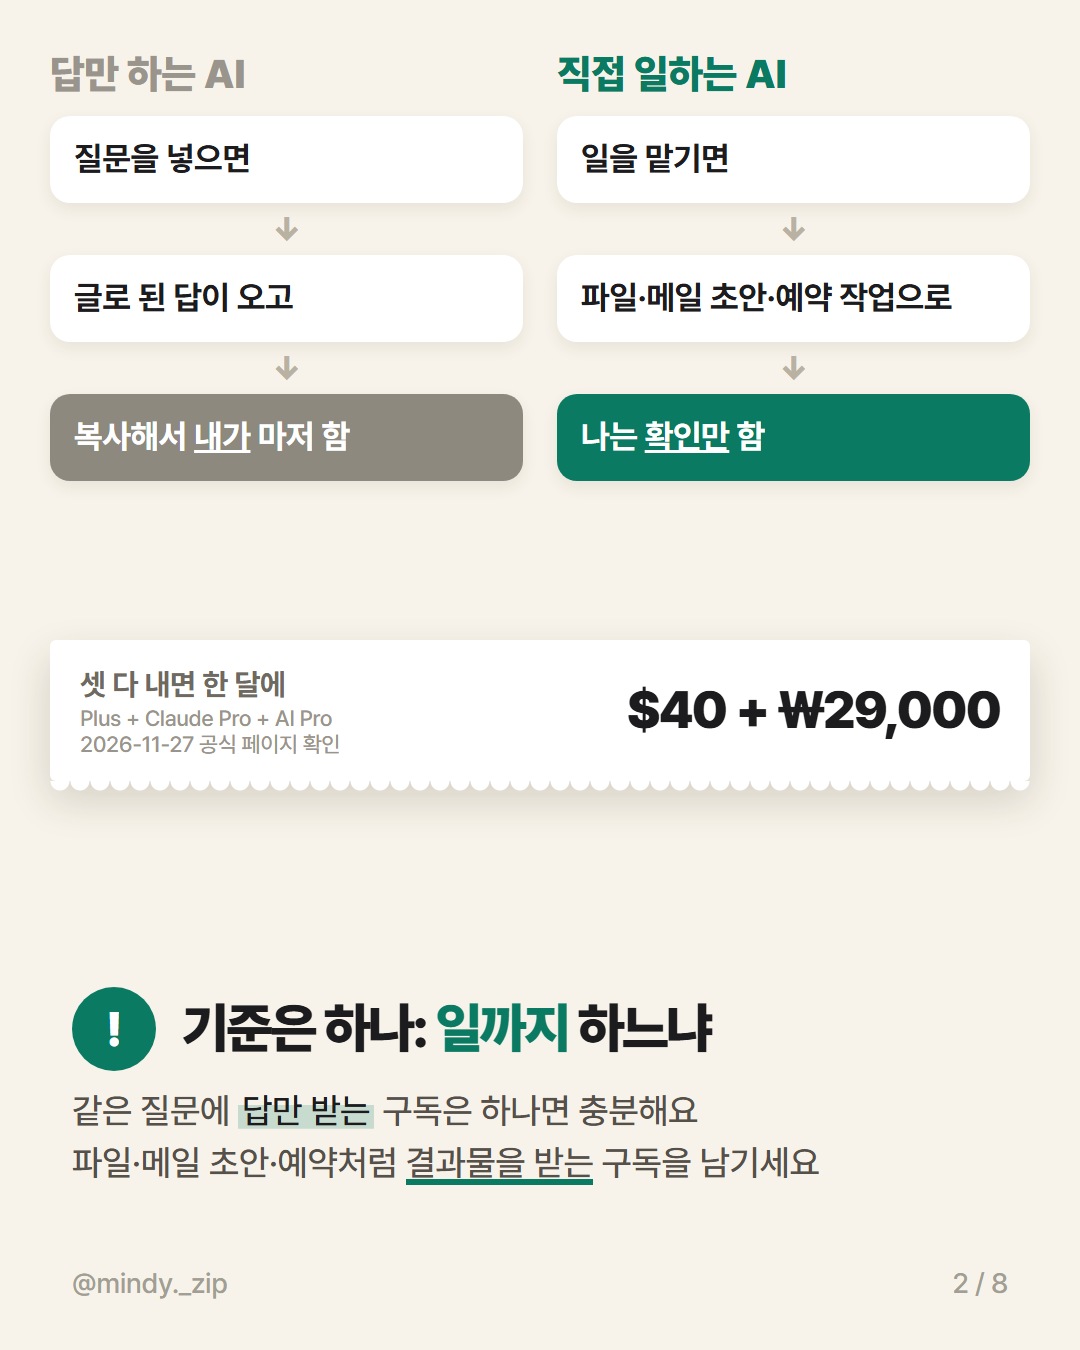 답만 하는 AI
질문을 넣으면
↓
글로 된 답이 오고
↓
복사해서 내가 마저 함
직접 일하는 AI
일을 맡기면
↓
파일·메일 초안·예약 작업으로
↓
나는 확인만 함
셋 다 내면 한 달에
Plus + Claude Pro + AI Pro
2026-11-27 공식 페이지 확인
$40 + ₩29,000
!
기준은 하나: 일까지 하느냐
같은 질문에 답만 받는 구독은 하나면 충분해요
파일·메일 초안·예약처럼 결과물을 받는 구독을 남기세요
@mindy._zip
2 / 8